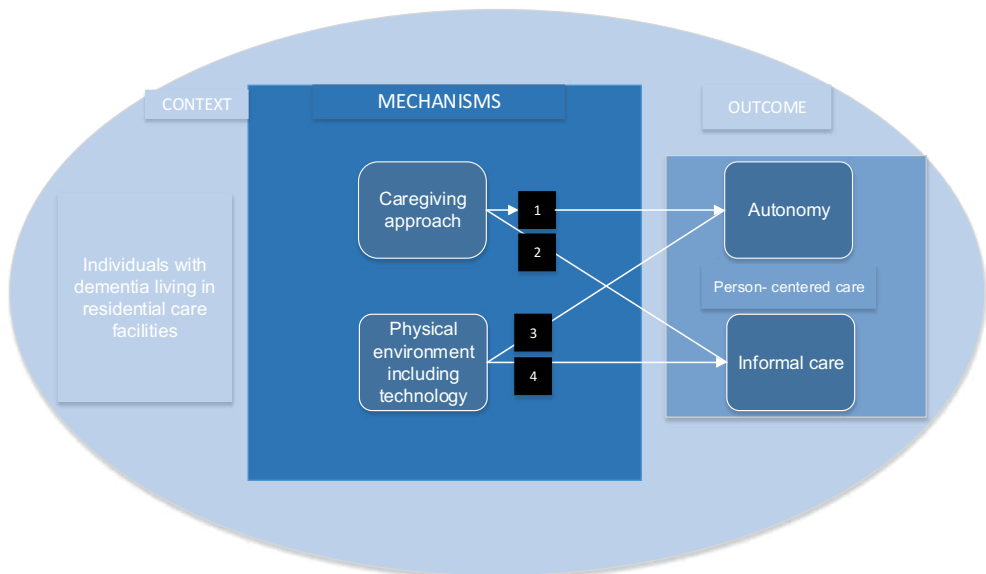 CONTEXT
MECHANISMS
OUTCOME
Individuals with
dementia living in
residential care
facilities
Caregiving
approach
1
2
Autonomy
Person- centered care
Physical
environment
including
technology
3
4
Informal care